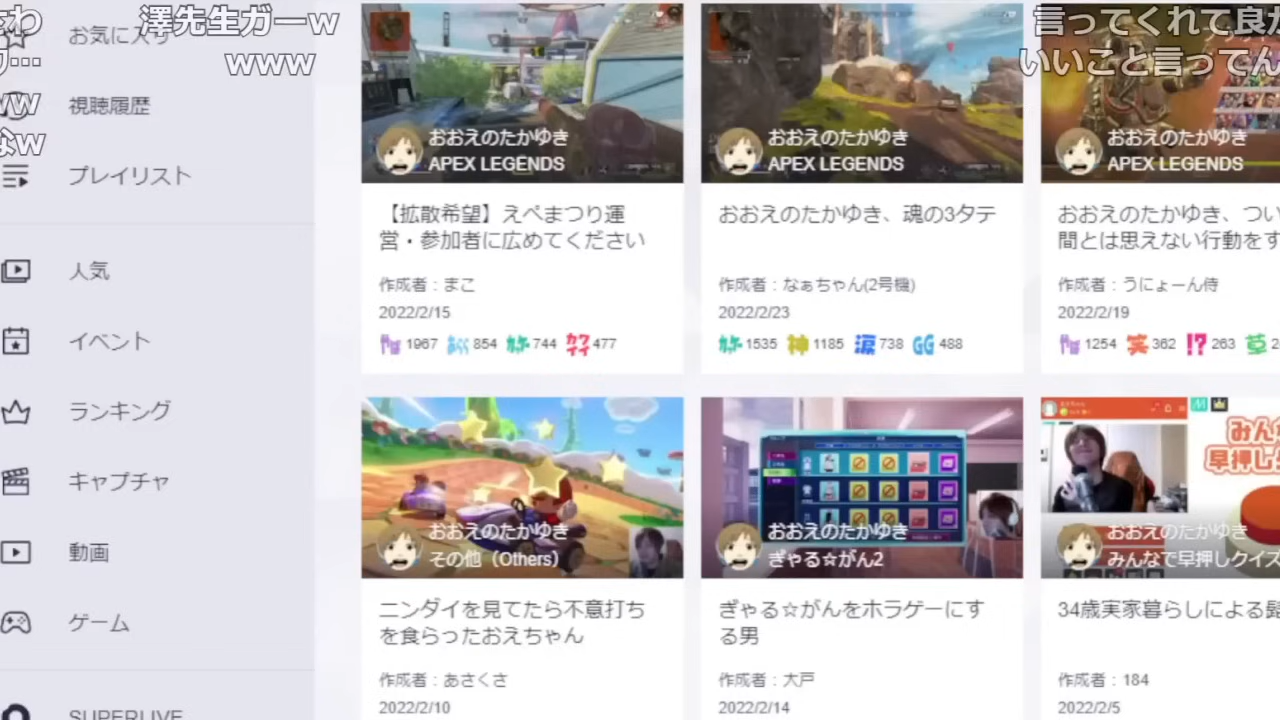 澤先生ガーw
言ってくれて良か
お気に入り
www
いいこと言ってん
視聴履歴
プレイリスト
人気
イベント
ランキング
キャプチャ
動画
ゲーム
SUPERLIVE
おおえのたかゆき
APEX LEGENDS
【拡散希望】えぺまつり運
営・参加者に広めてください
作成者：まこ
2022/2/15
1967 854 744 カワイイ 477
おおえのたかゆき
APEX LEGENDS
おおえのたかゆき、魂の3タテ
作成者：なぁちゃん(2号機)
2022/2/23
1535 神 1185 涙 738 GG 488
おおえのたかゆき
APEX LEGENDS
おおえのたかゆき、つい
間とは思えない行動をす
作成者：うにょーん侍
2022/2/19
1254 笑 362 !? 263 草
おおえのたかゆき
その他（Others）
ニンダイを見てたら不意打ち
を食らったおえちゃん
作成者：あさくさ
2022/2/10
おおえのたかゆき
ぎゃる☆がん2
ぎゃる☆がんをホラゲーにす
る男
作成者：大戸
2022/2/14
みん
早押し
おおえのたかゆき
みんなで早押しクイズ
34歳実家暮らしによる
作成者：184
2022/2/5